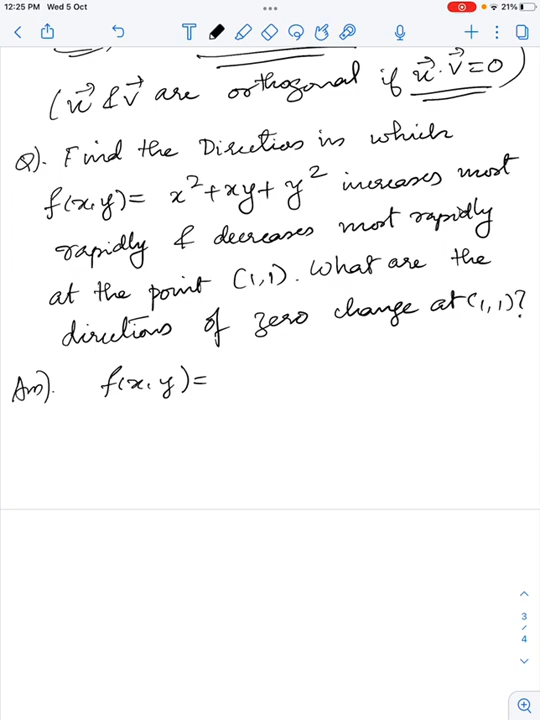 12:25 PM Wed 5 Oct 21%
(u⃗ & v⃗ are orthogonal if u⃗.v⃗=0)
Q). Find the Direction in which
f(x,y)= x²+xy+y² increases most
rapidly & decreases most rapidly
at the point (1,1). What are the
directions of zero change at (1,1)?
Ans). f(x,y)=
3
/
4